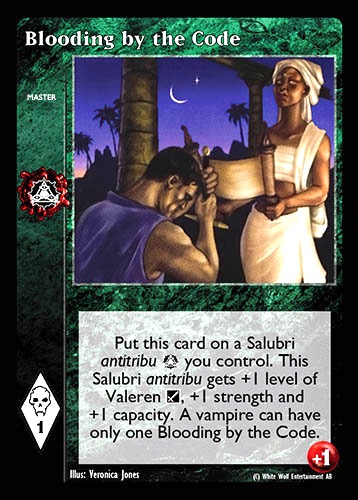 Blooding by the Code
MASTER
Put this card on a Salubri
antitribu you control. This
Salubri antitribu gets +1 level of
Valeren , +1 strength and
+1 capacity. A vampire can have
only one Blooding by the Code.
1
+1
Illus: Veronica Jones
(C) White Wolf Entertainment AB